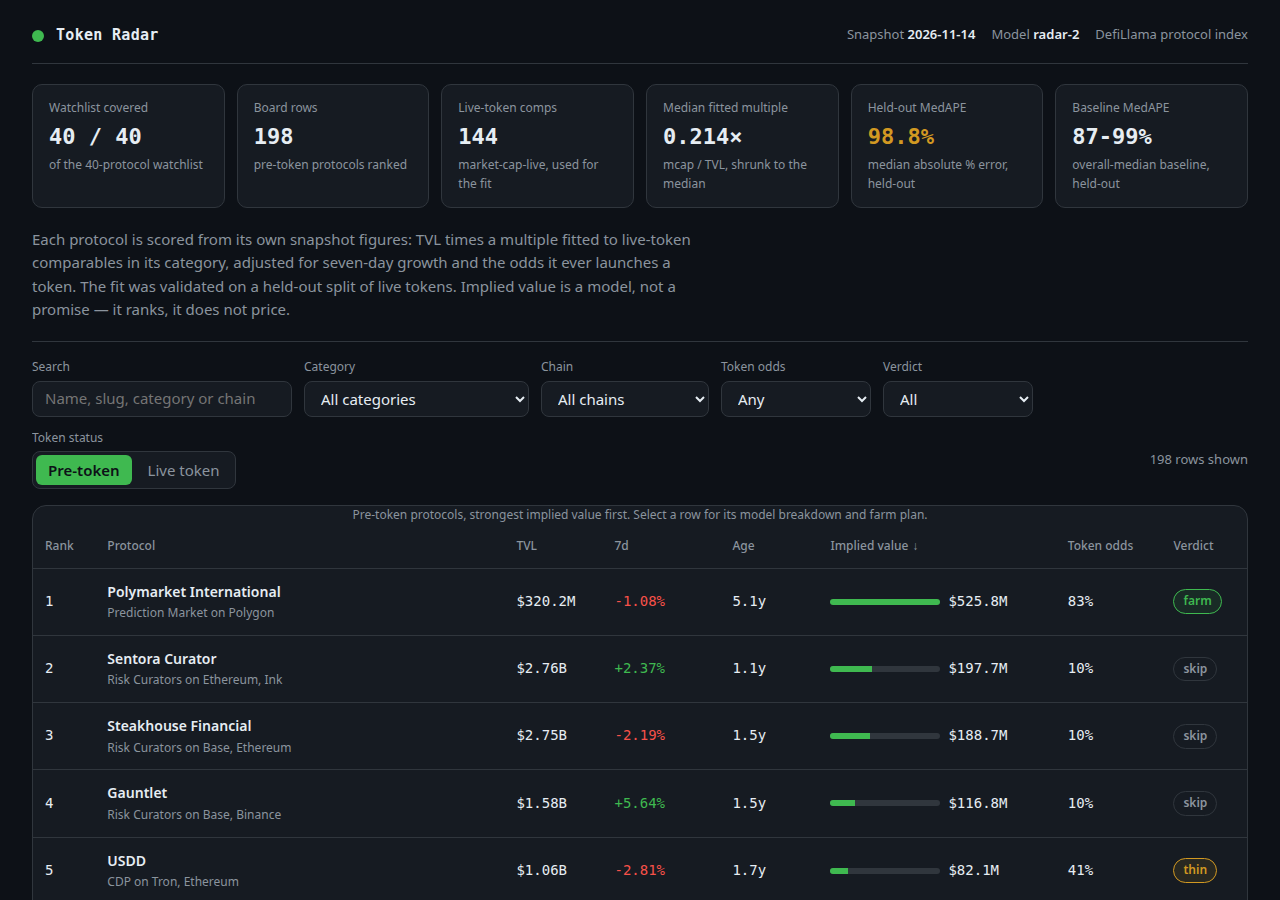 Token Radar
Snapshot 2026-11-14 Model radar-2 DefiLlama protocol index
Watchlist covered
40 / 40
of the 40-protocol watchlist
Board rows
198
pre-token protocols ranked
Live-token comps
144
market-cap-live, used for
the fit
Median fitted multiple
0.214×
mcap / TVL, shrunk to the
median
Held-out MedAPE
98.8%
median absolute % error,
held-out
Baseline MedAPE
87-99%
overall-median baseline,
held-out
Each protocol is scored from its own snapshot figures: TVL times a multiple fitted to live-token
comparables in its category, adjusted for seven-day growth and the odds it ever launches a
token. The fit was validated on a held-out split of live tokens. Implied value is a model, not a
promise — it ranks, it does not price.
Search
Name, slug, category or chain
Category
All categories
Chain
All chains
Token odds
Any
Verdict
All
Token status
Pre-token Live token
198 rows shown
Pre-token protocols, strongest implied value first. Select a row for its model breakdown and farm plan.
Rank Protocol TVL 7d Age Implied value ↓ Token odds Verdict
1 Polymarket International $320.2M -1.08% 5.1y $525.8M 83% farm
Prediction Market on Polygon
2 Sentora Curator $2.76B +2.37% 1.1y $197.7M 10% skip
Risk Curators on Ethereum, Ink
3 Steakhouse Financial $2.75B -2.19% 1.5y $188.7M 10% skip
Risk Curators on Base, Ethereum
4 Gauntlet $1.58B +5.64% 1.5y $116.8M 10% skip
Risk Curators on Base, Binance
5 USDD $1.06B -2.81% 1.7y $82.1M 41% thin
CDP on Tron, Ethereum